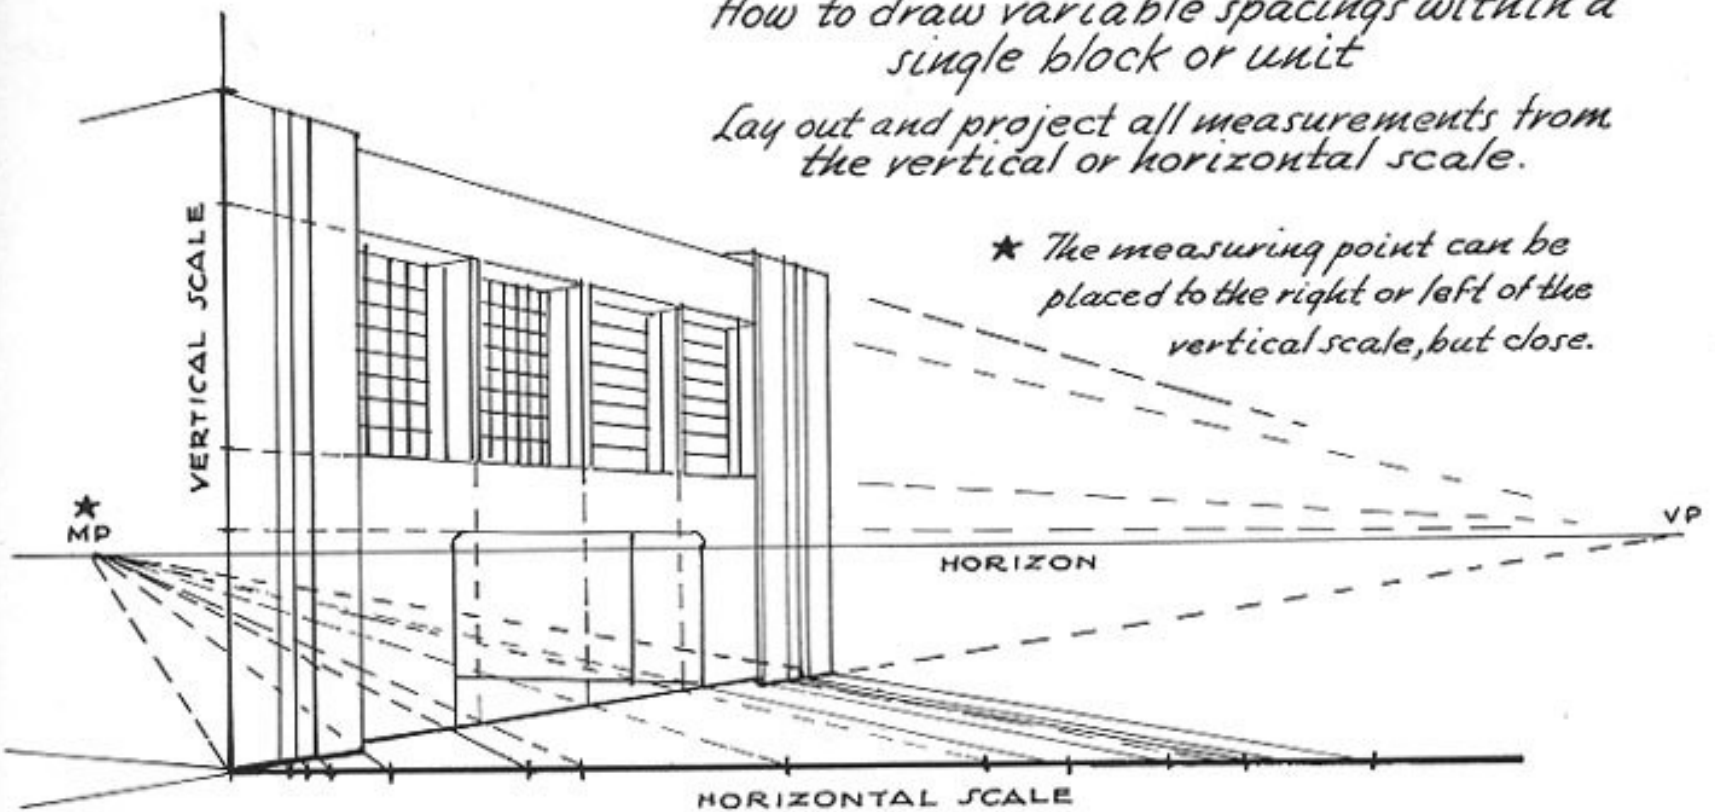 How to draw variable spacings within a
single block or unit
Lay out and project all measurements from
the vertical or horizontal scale.
★ The measuring point can be
placed to the right or left of the
vertical scale, but close.
VERTICAL SCALE
★
MP
VP
HORIZON
HORIZONTAL SCALE